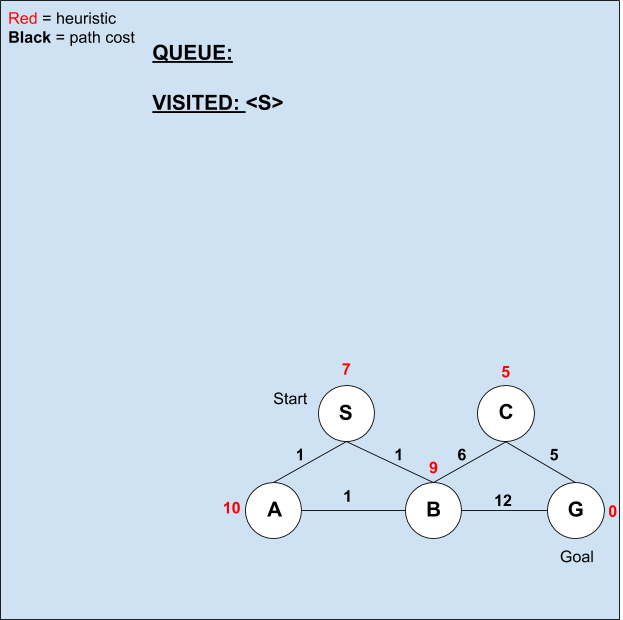 Red = heuristic
Black = path cost
QUEUE:
VISITED: <S>
7
5
Start
S
C
1
1
6
5
9
10
A
1
B
12
G
0
Goal